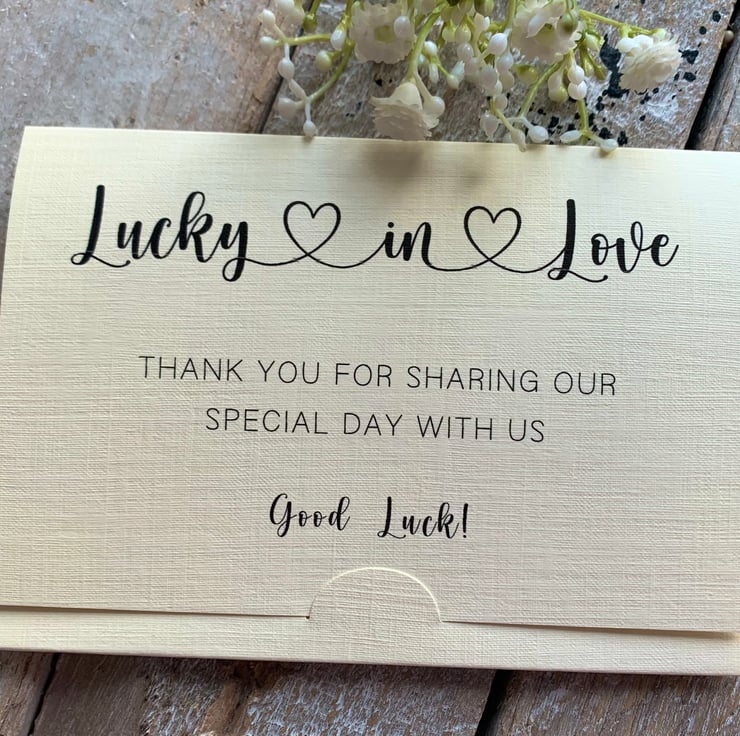 Lucky in Love
THANK YOU FOR SHARING OUR
SPECIAL DAY WITH US
Good Luck!